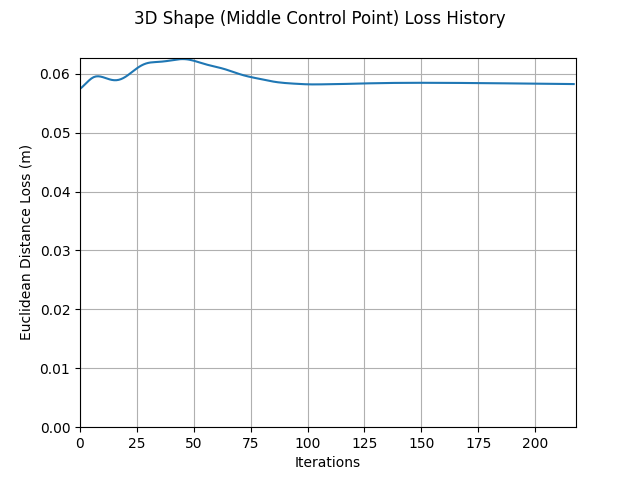 3D Shape (Middle Control Point) Loss History
0.06
0.05
0.04
0.03
0.02
0.01
0.00
Euclidean Distance Loss (m)
0 25 50 75 100 125 150 175 200
Iterations